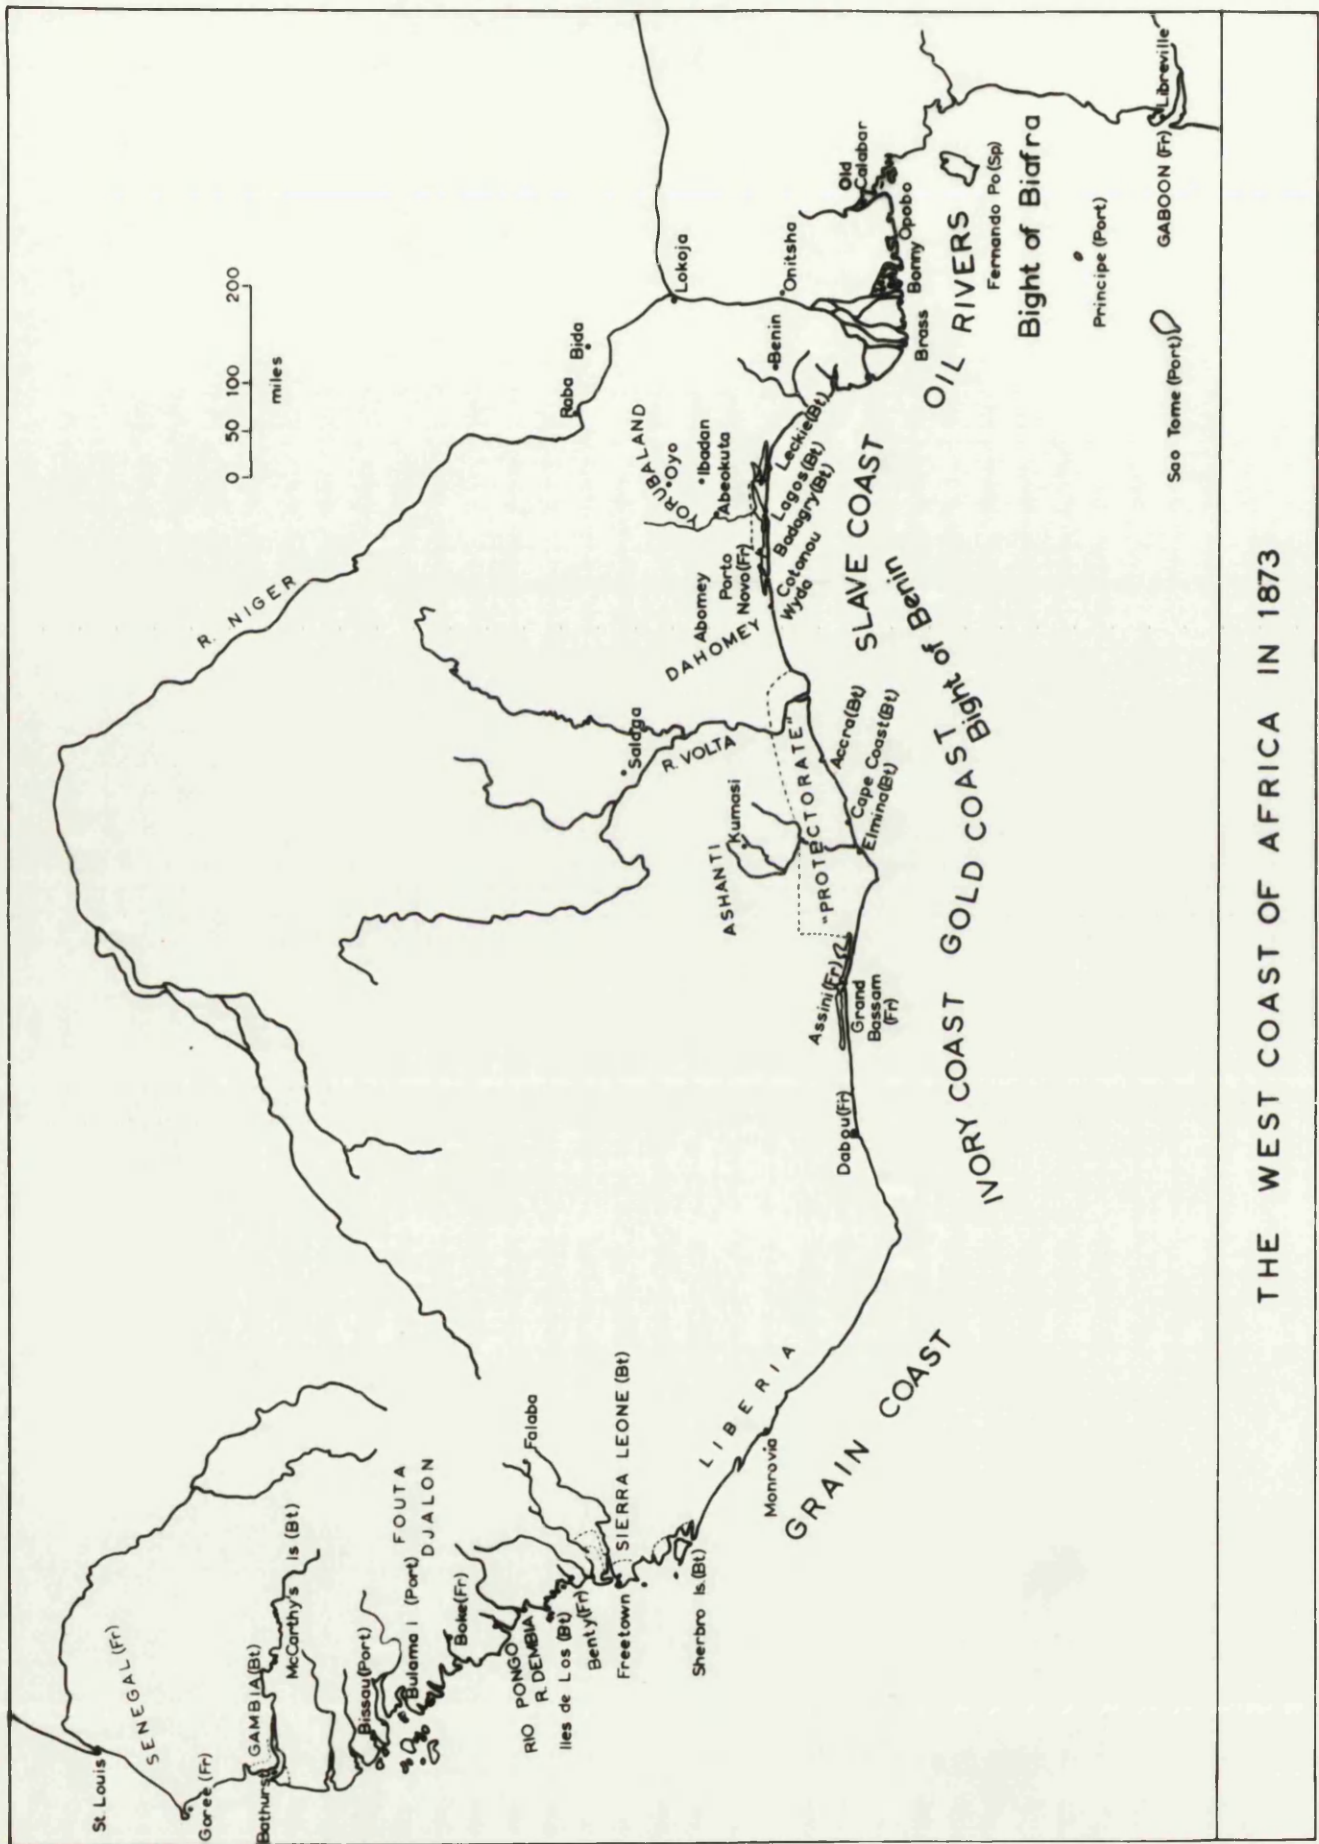 St. Louis
SENEGAL (Fr)
Goree (Fr)
Bathurst
GAMBIA (Bt)
McCarthy's Is (Bt)
Bissau (Port)
Bulama I (Port)
FOUTA
DJALON
Boke (Fr)
RIO PONGO
R. DEMBIA
Iles de Los (Bt)
Benty (Fr)
Falaba
Freetown
SIERRA LEONE (Bt)
Sherbro Is. (Bt)
LIBERIA
Monrovia
GRAIN COAST
R. NIGER
0 50 100 200
miles
Salaga
R. VOLTA
ASHANTI
Kumasi
"PROTECTORATE"
Dabou (Fr)
Assini (Fr)
Grand
Bassam
(Fr)
Elmina (Bt)
Cape Coast (Bt)
Accra (Bt)
IVORY COAST
GOLD COAST
DAHOMEY
Abomey
Porto
Novo (Fr)
Wyda
Cotonou
Badagry (Bt)
Lagos (Bt)
Leckie (Bt)
YORUBALAND
Oyo
Ibadan
Abeokuta
SLAVE COAST
Bight of Benin
Raba
Bida
Lokoja
Benin
Onitsha
Brass
Bonny
Opobo
Old
Calabar
OIL RIVERS
Fernando Po (Sp)
Bight of Biafra
Principe (Port)
Sao Tome (Port)
GABOON (Fr)
Libreville
THE WEST COAST OF AFRICA IN 1873